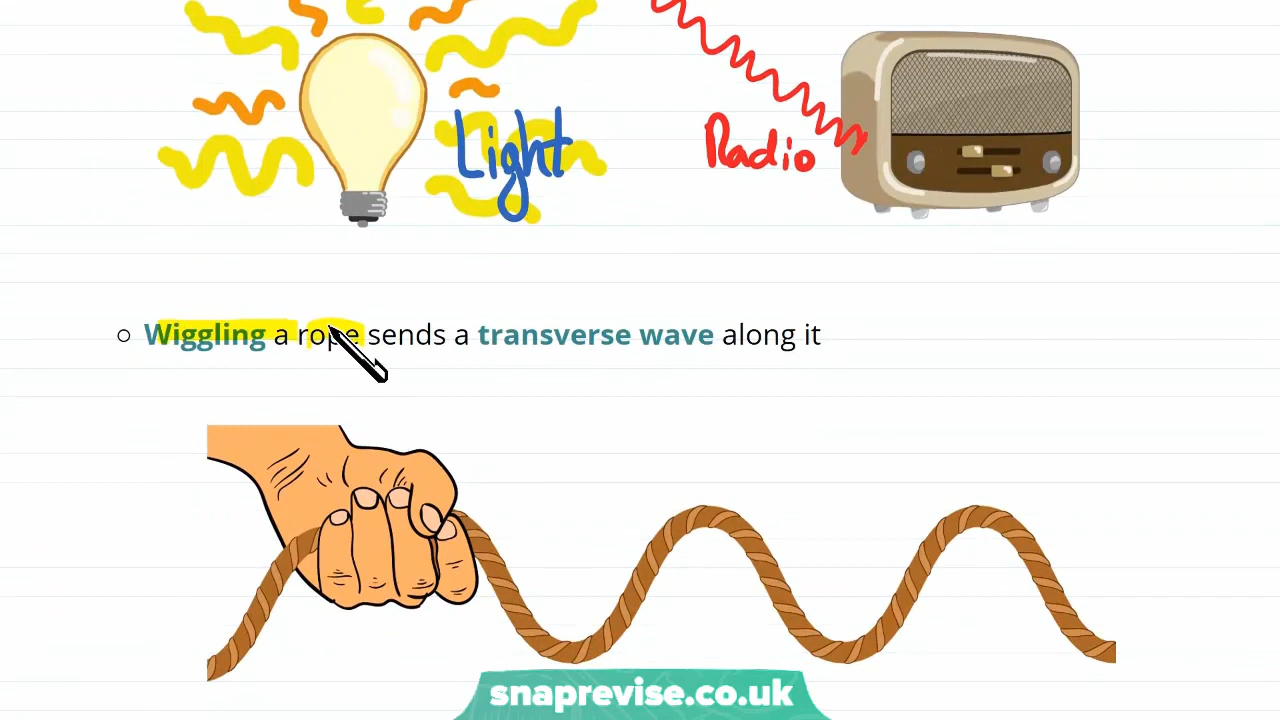 Light
Radio
Wiggling a rope sends a transverse wave along it
snaprevise.co.uk